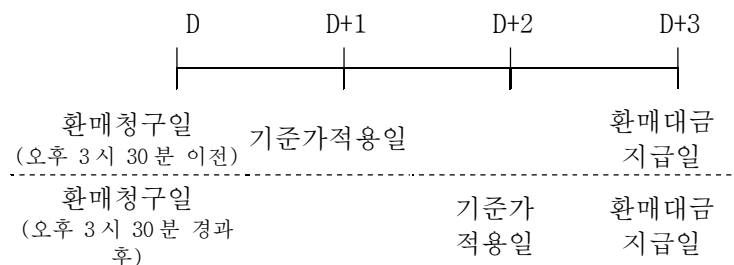 D D+1 D+2 D+3
환매청구일
(오후 3시 30분 이전)
기준가적용일
환매대금
지급일
환매청구일
(오후 3시 30분 경과
후)
기준가
적용일
환매대금
지급일